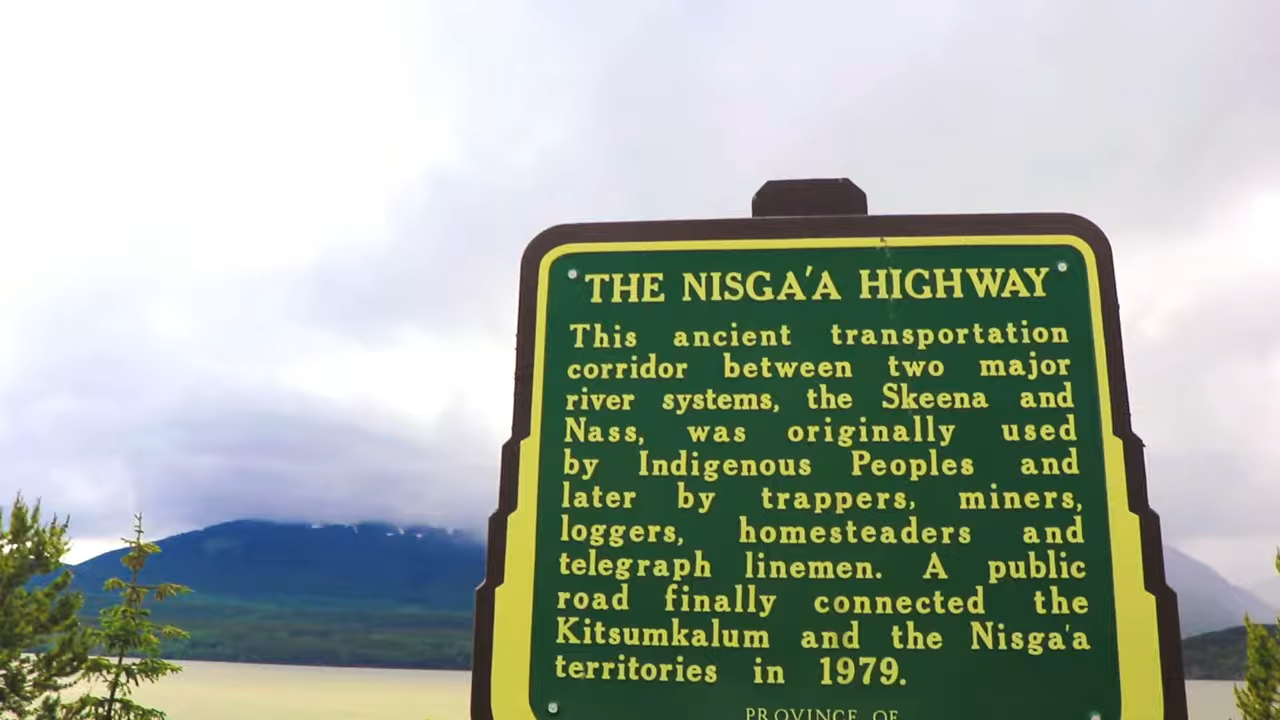 THE NISGA'A HIGHWAY
This ancient transportation
corridor between two major
river systems, the Skeena and
Nass, was originally used
by Indigenous Peoples and
later by trappers, miners,
loggers, homesteaders and
telegraph linemen. A public
road finally connected the
Kitsumkalum and the Nisga'a
territories in 1979.
PROVINCE OF